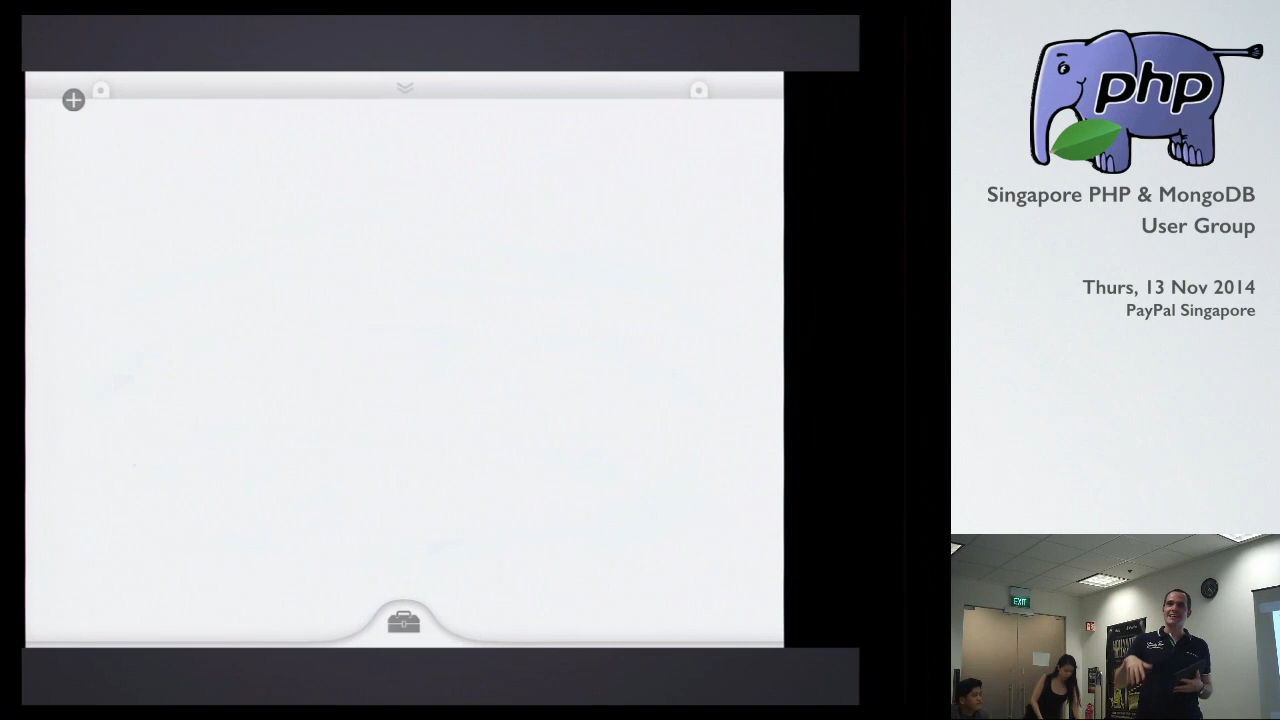 php
Singapore PHP & MongoDB
User Group
Thurs, 13 Nov 2014
PayPal Singapore
EXIT